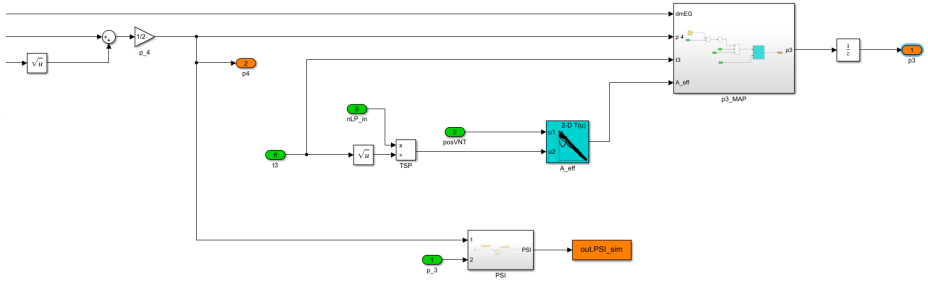 dmEG
p 4
t3
A_eff
p3
p3_MAP
1
z
1
p3
√u
+
+
1/2
p_4
2
p4
9
nLP_in
8
t3
√u
x
÷
TSP
2
posVNT
2-D T(u)
u1
u2
A_eff
1
2
PSI
PSI
1
p_3
out.PSI_sim